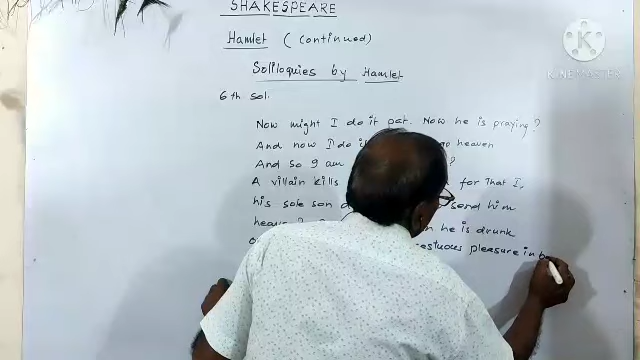 SHAKESPEARE
Hamlet (Continued)
Soliloquies by Hamlet
6th sol.
Now might I do it pat. Now he is praying?
And now I do it heaven
And so I am ?
A villain kills for that I,
his sole son send him
heaven? he is drunk
pleasure in
KINEMASTER